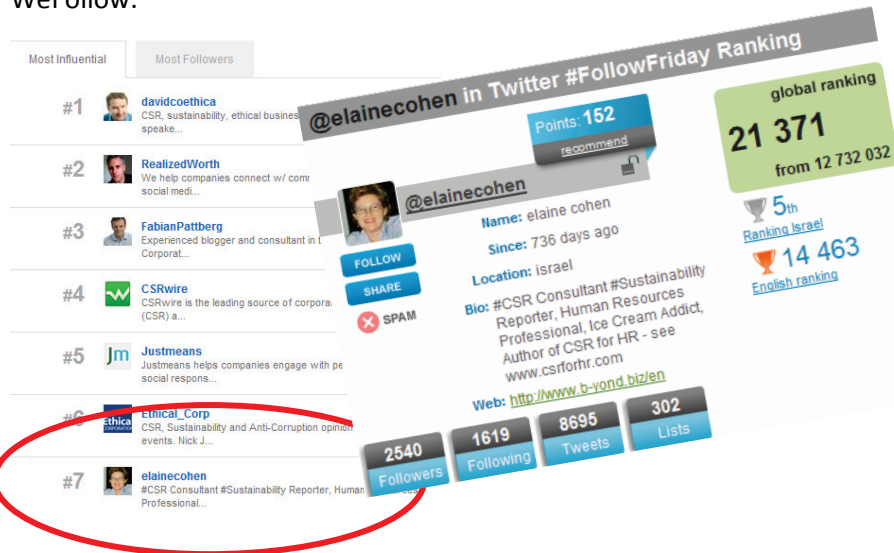 WeFollow:
Most Influential
Most Followers
#1
davidcoethica
CSR, sustainability, ethical busines
speake...
#2
RealizedWorth
We help companies connect w/
social medi...
#3
FabianPattberg
Experienced blogger and consultant in
Corporat...
#4
CSRwire
CSRwire is the leading source of
(CSR) a...
#5
Jm
Justmeans
Justmeans helps companies engage with
social respons...
#6
Ethica
CORPORATION
Ethical_Corp
CSR, Sustainability and Anti-Corruption opinion
events. Nick J...
#7
elainecohen
#CSR Consultant #Sustainability Reporter, Human
Professional...
@elainecohen in Twitter #FollowFriday Ranking
Points: 152
recommend
@elainecohen
FOLLOW
SHARE
SPAM
Name: elaine cohen
Since: 736 days ago
Location: israel
Bio: #CSR Consultant #Sustainability
Reporter, Human Resources
Professional, Ice Cream Addict,
Author of CSR for HR - see
www.csrforhr.com
Web: http://www.b-yond.biz/en
2540
Followers
1619
Following
8695
Tweets
302
Lists
global ranking
21 371
from 12 732 032
5th
Ranking Israel
14 463
English ranking